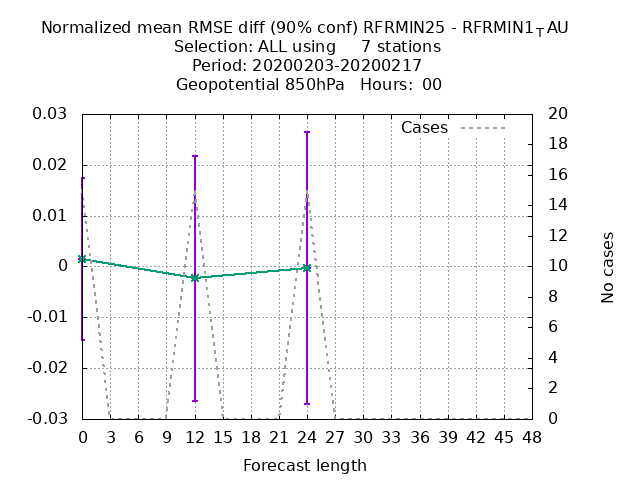 Normalized mean RMSE diff (90% conf) RFRMIN25 - RFRMIN1TAU
Selection: ALL using 7 stations
Period: 20200203-20200217
Geopotential 850hPa Hours: 00
Cases
0.03
0.02
0.01
0
-0.01
-0.02
-0.03
20
18
16
14
12
10
8
6
4
2
0
No cases
0 3 6 9 12 15 18 21 24 27 30 33 36 39 42 45 48
Forecast length